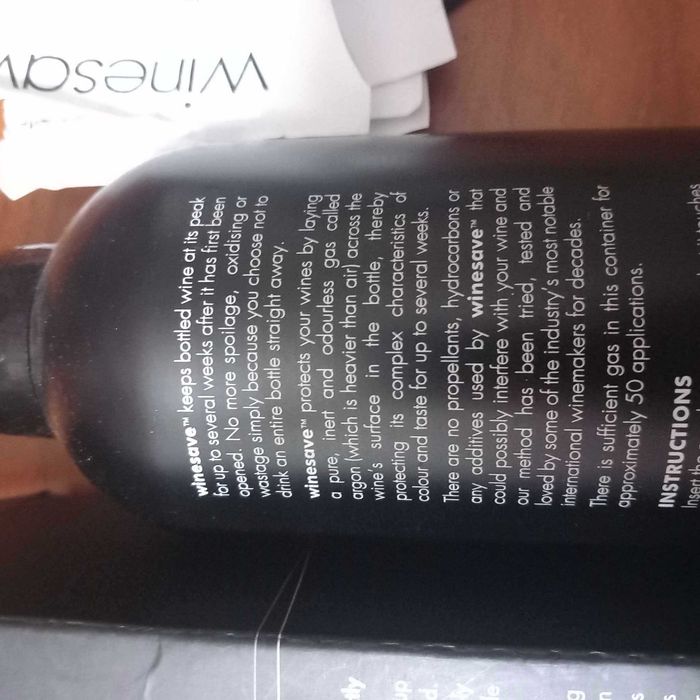 winesav
winesave™ keeps bottled wine at its peak
for up to several weeks after it has first been
opened. No more spoilage, oxidising or
wastage simply because you choose not to
drink an entire bottle straight away.
winesave™ protects your wines by laying
a pure, inert and odourless gas called
argon (which is heavier than air) across the
wine's surface in the bottle, thereby
protecting its complex characteristics of
colour and taste for up to several weeks.
There are no propellants, hydrocarbons or
any additives used by winesave™ that
could possibly interfere with your wine and
our method has been tried, tested and
loved by some of the industry's most notable
international winemakers for decades.
There is sufficient gas in this container for
approximately 50 applications.
INSTRUCTIONS
Insert